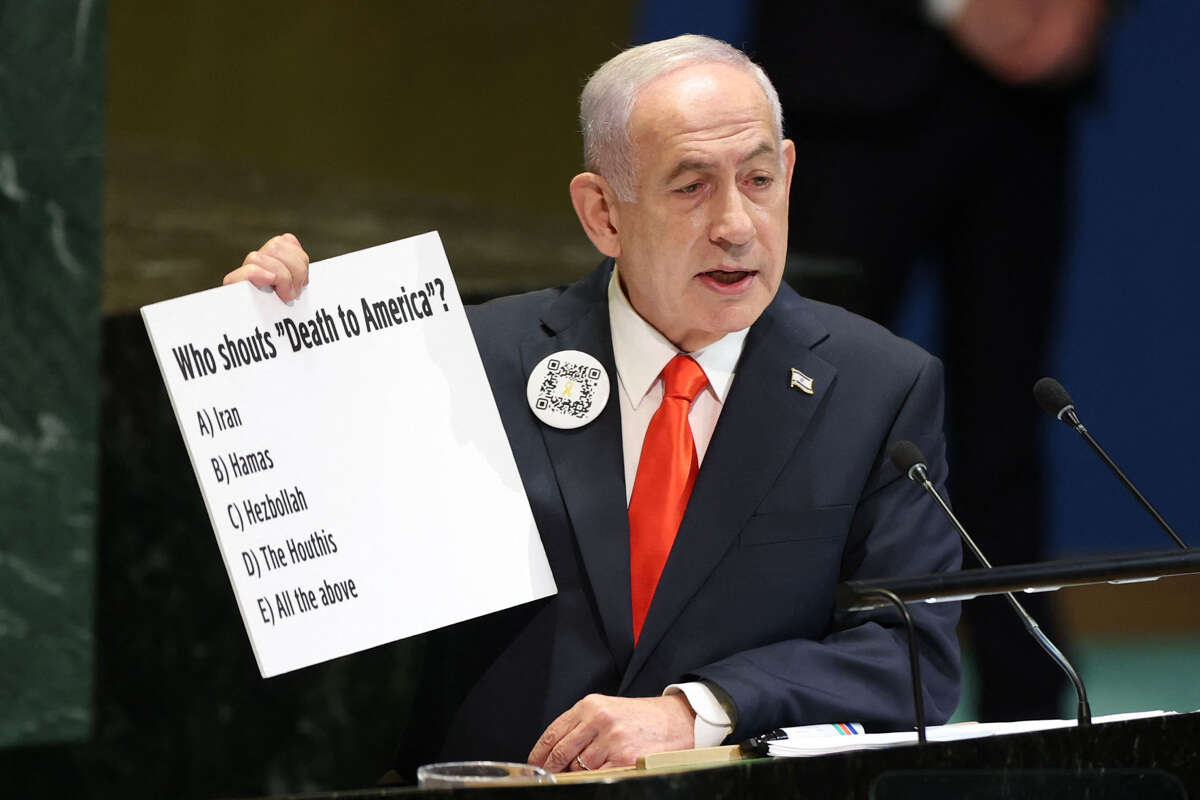 Who shouts "Death to America"?
A) Iran
B) Hamas
C) Hezbollah
D) The Houthis
E) All the above